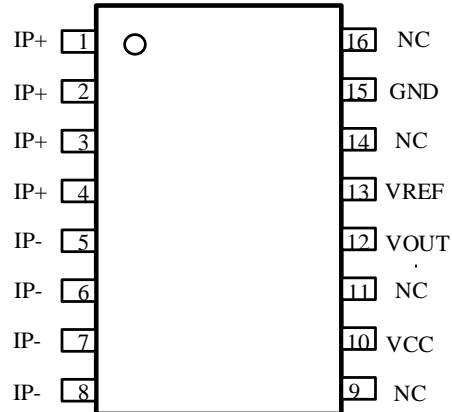 IP+ 1 16 NC
IP+ 2 15 GND
IP+ 3 14 NC
IP+ 4 13 VREF
IP- 5 12 VOUT
IP- 6 11 NC
IP- 7 10 VCC
IP- 8 9 NC